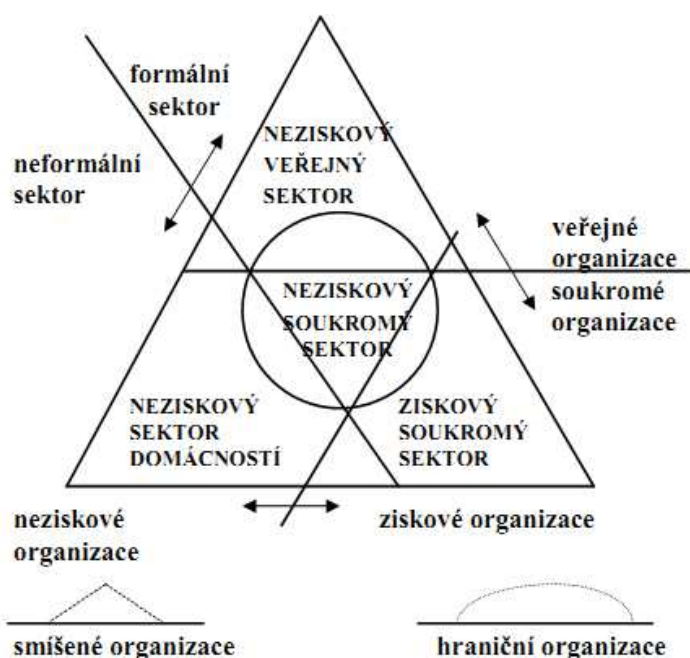 formální
sektor
neformální
sektor
NEZISKOVÝ
VEŘEJNÝ
SEKTOR
veřejné
organizace
soukromé
organizace
NEZISKOVÝ
SOUKROMÝ
SEKTOR
NEZISKOVÝ
SEKTOR
DOMÁCNOSTÍ
ZISKOVÝ
SOUKROMÝ
SEKTOR
neziskové
organizace
ziskové organizace
smíšené organizace
hraniční organizace